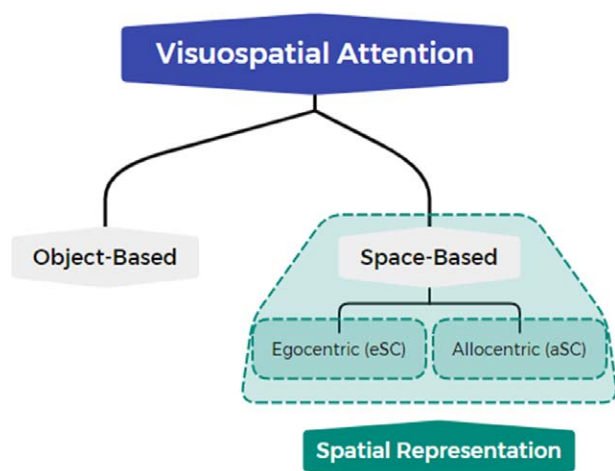 Visuospatial Attention
Object-Based
Space-Based
Egocentric (eSC)
Allocentric (aSC)
Spatial Representation